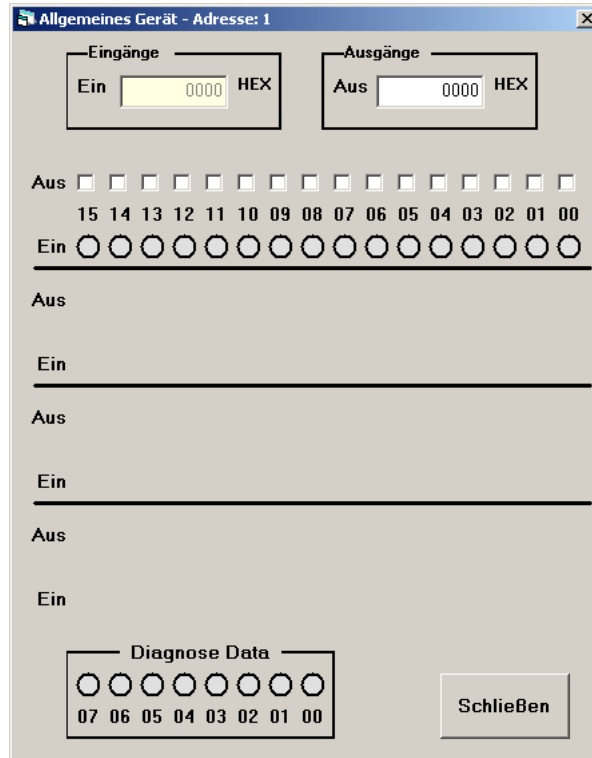 Allgemeines Gerät - Adresse: 1
Eingänge Ausgänge
Ein 0000 HEX Aus 0000 HEX
Aus
15 14 13 12 11 10 09 08 07 06 05 04 03 02 01 00
Ein
Aus
Ein
Aus
Ein
Aus
Ein
Diagnose Data
07 06 05 04 03 02 01 00
Schließen